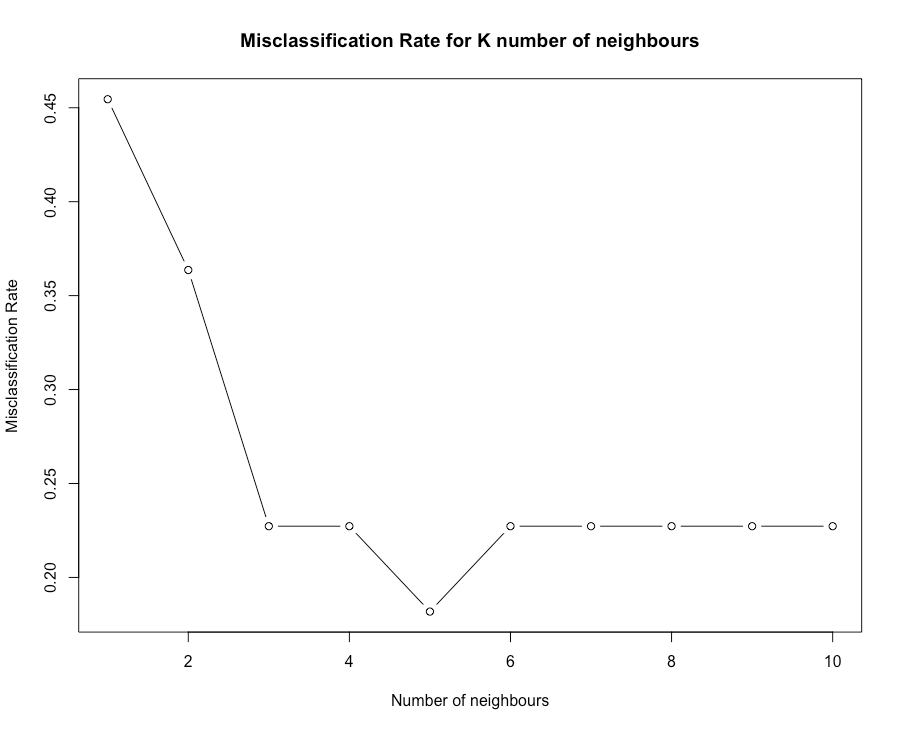 Misclassification Rate for K number of neighbours
Misclassification Rate
0.45
0.40
0.35
0.30
0.25
0.20
2 4 6 8 10
Number of neighbours